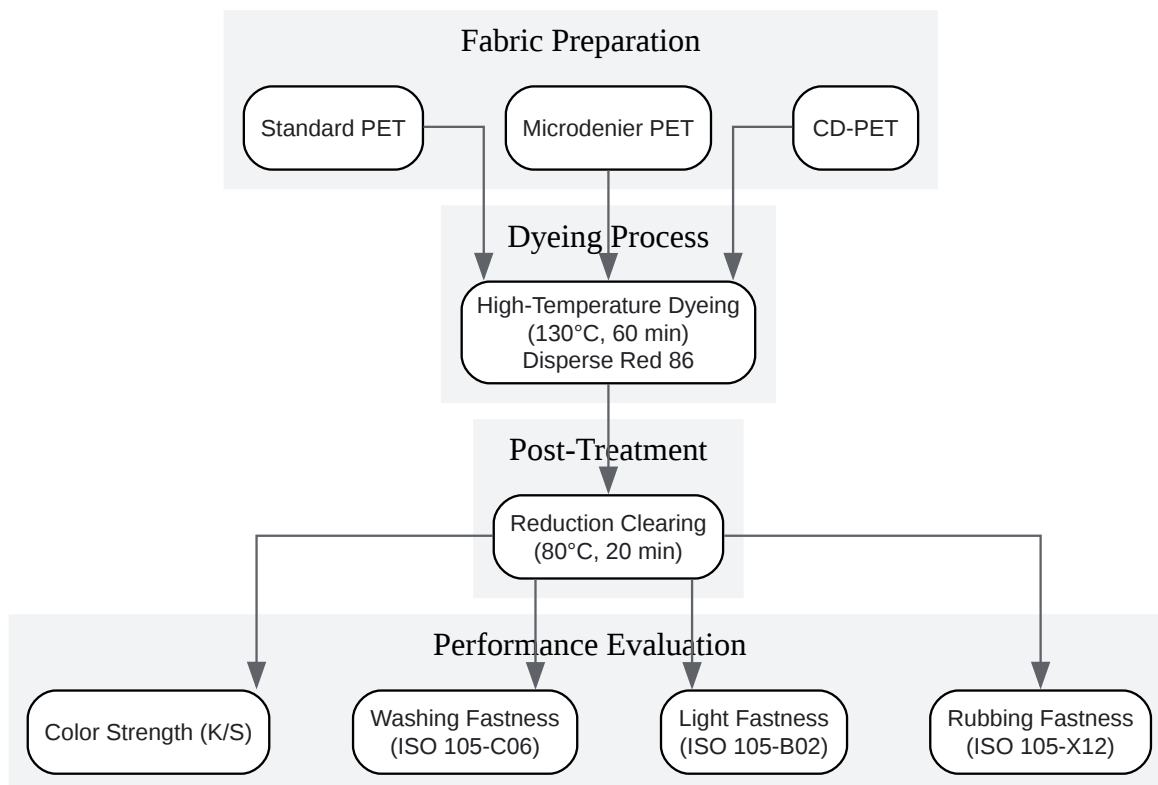 Fabric Preparation
Standard PET
Microdenier PET
CD-PET
Dyeing Process
High-Temperature Dyeing
(130°C, 60 min)
Disperse Red 86
Post-Treatment
Reduction Clearing
(80°C, 20 min)
Performance Evaluation
Color Strength (K/S)
Washing Fastness
(ISO 105-C06)
Light Fastness
(ISO 105-B02)
Rubbing Fastness
(ISO 105-X12)